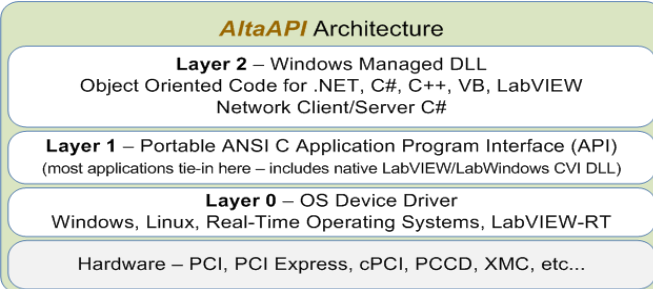 AltaAPI Architecture
Layer 2 – Windows Managed DLL
Object Oriented Code for .NET, C#, C++, VB, LabVIEW
Network Client/Server C#
Layer 1 – Portable ANSI C Application Program Interface (API)
(most applications tie-in here – includes native LabVIEW/LabWindows CVI DLL)
Layer 0 – OS Device Driver
Windows, Linux, Real-Time Operating Systems, LabVIEW-RT
Hardware – PCI, PCI Express, cPCI, PCCD, XMC, etc...